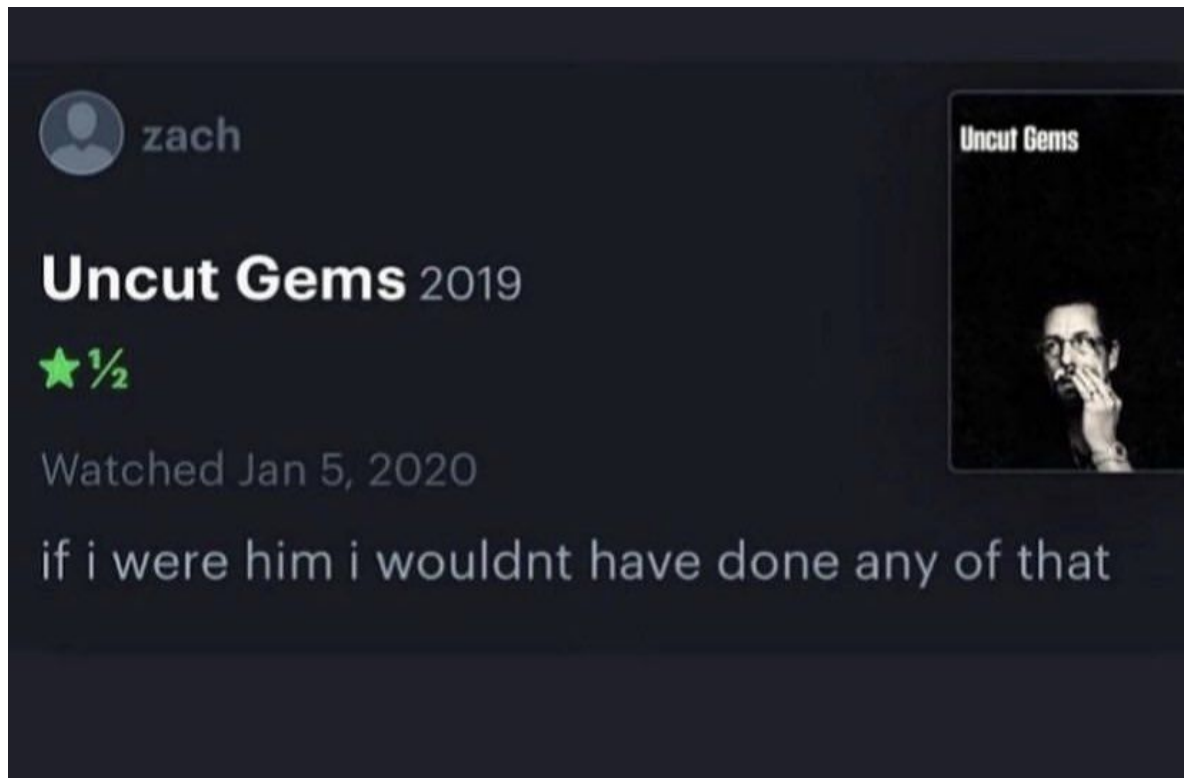 zach
Uncut Gems
Uncut Gems 2019
★½
Watched Jan 5, 2020
if i were him i wouldnt have done any of that